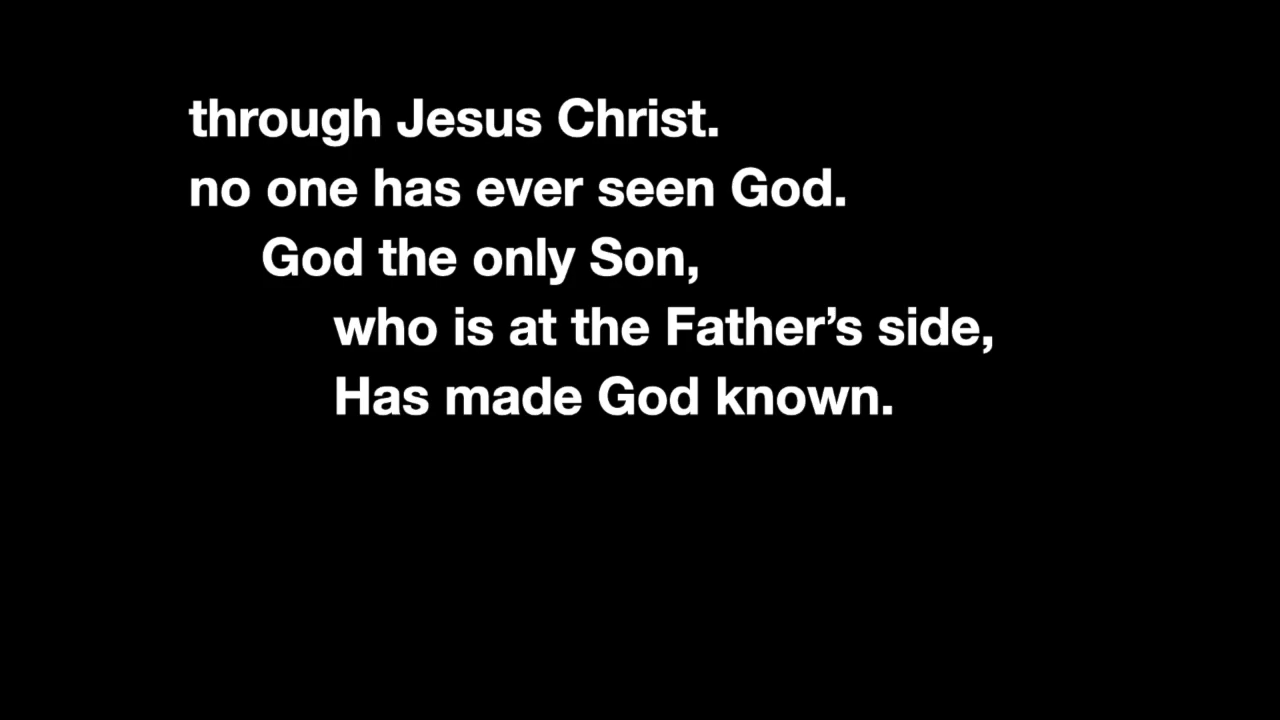 through Jesus Christ.
no one has ever seen God.
God the only Son,
who is at the Father’s side,
Has made God known.